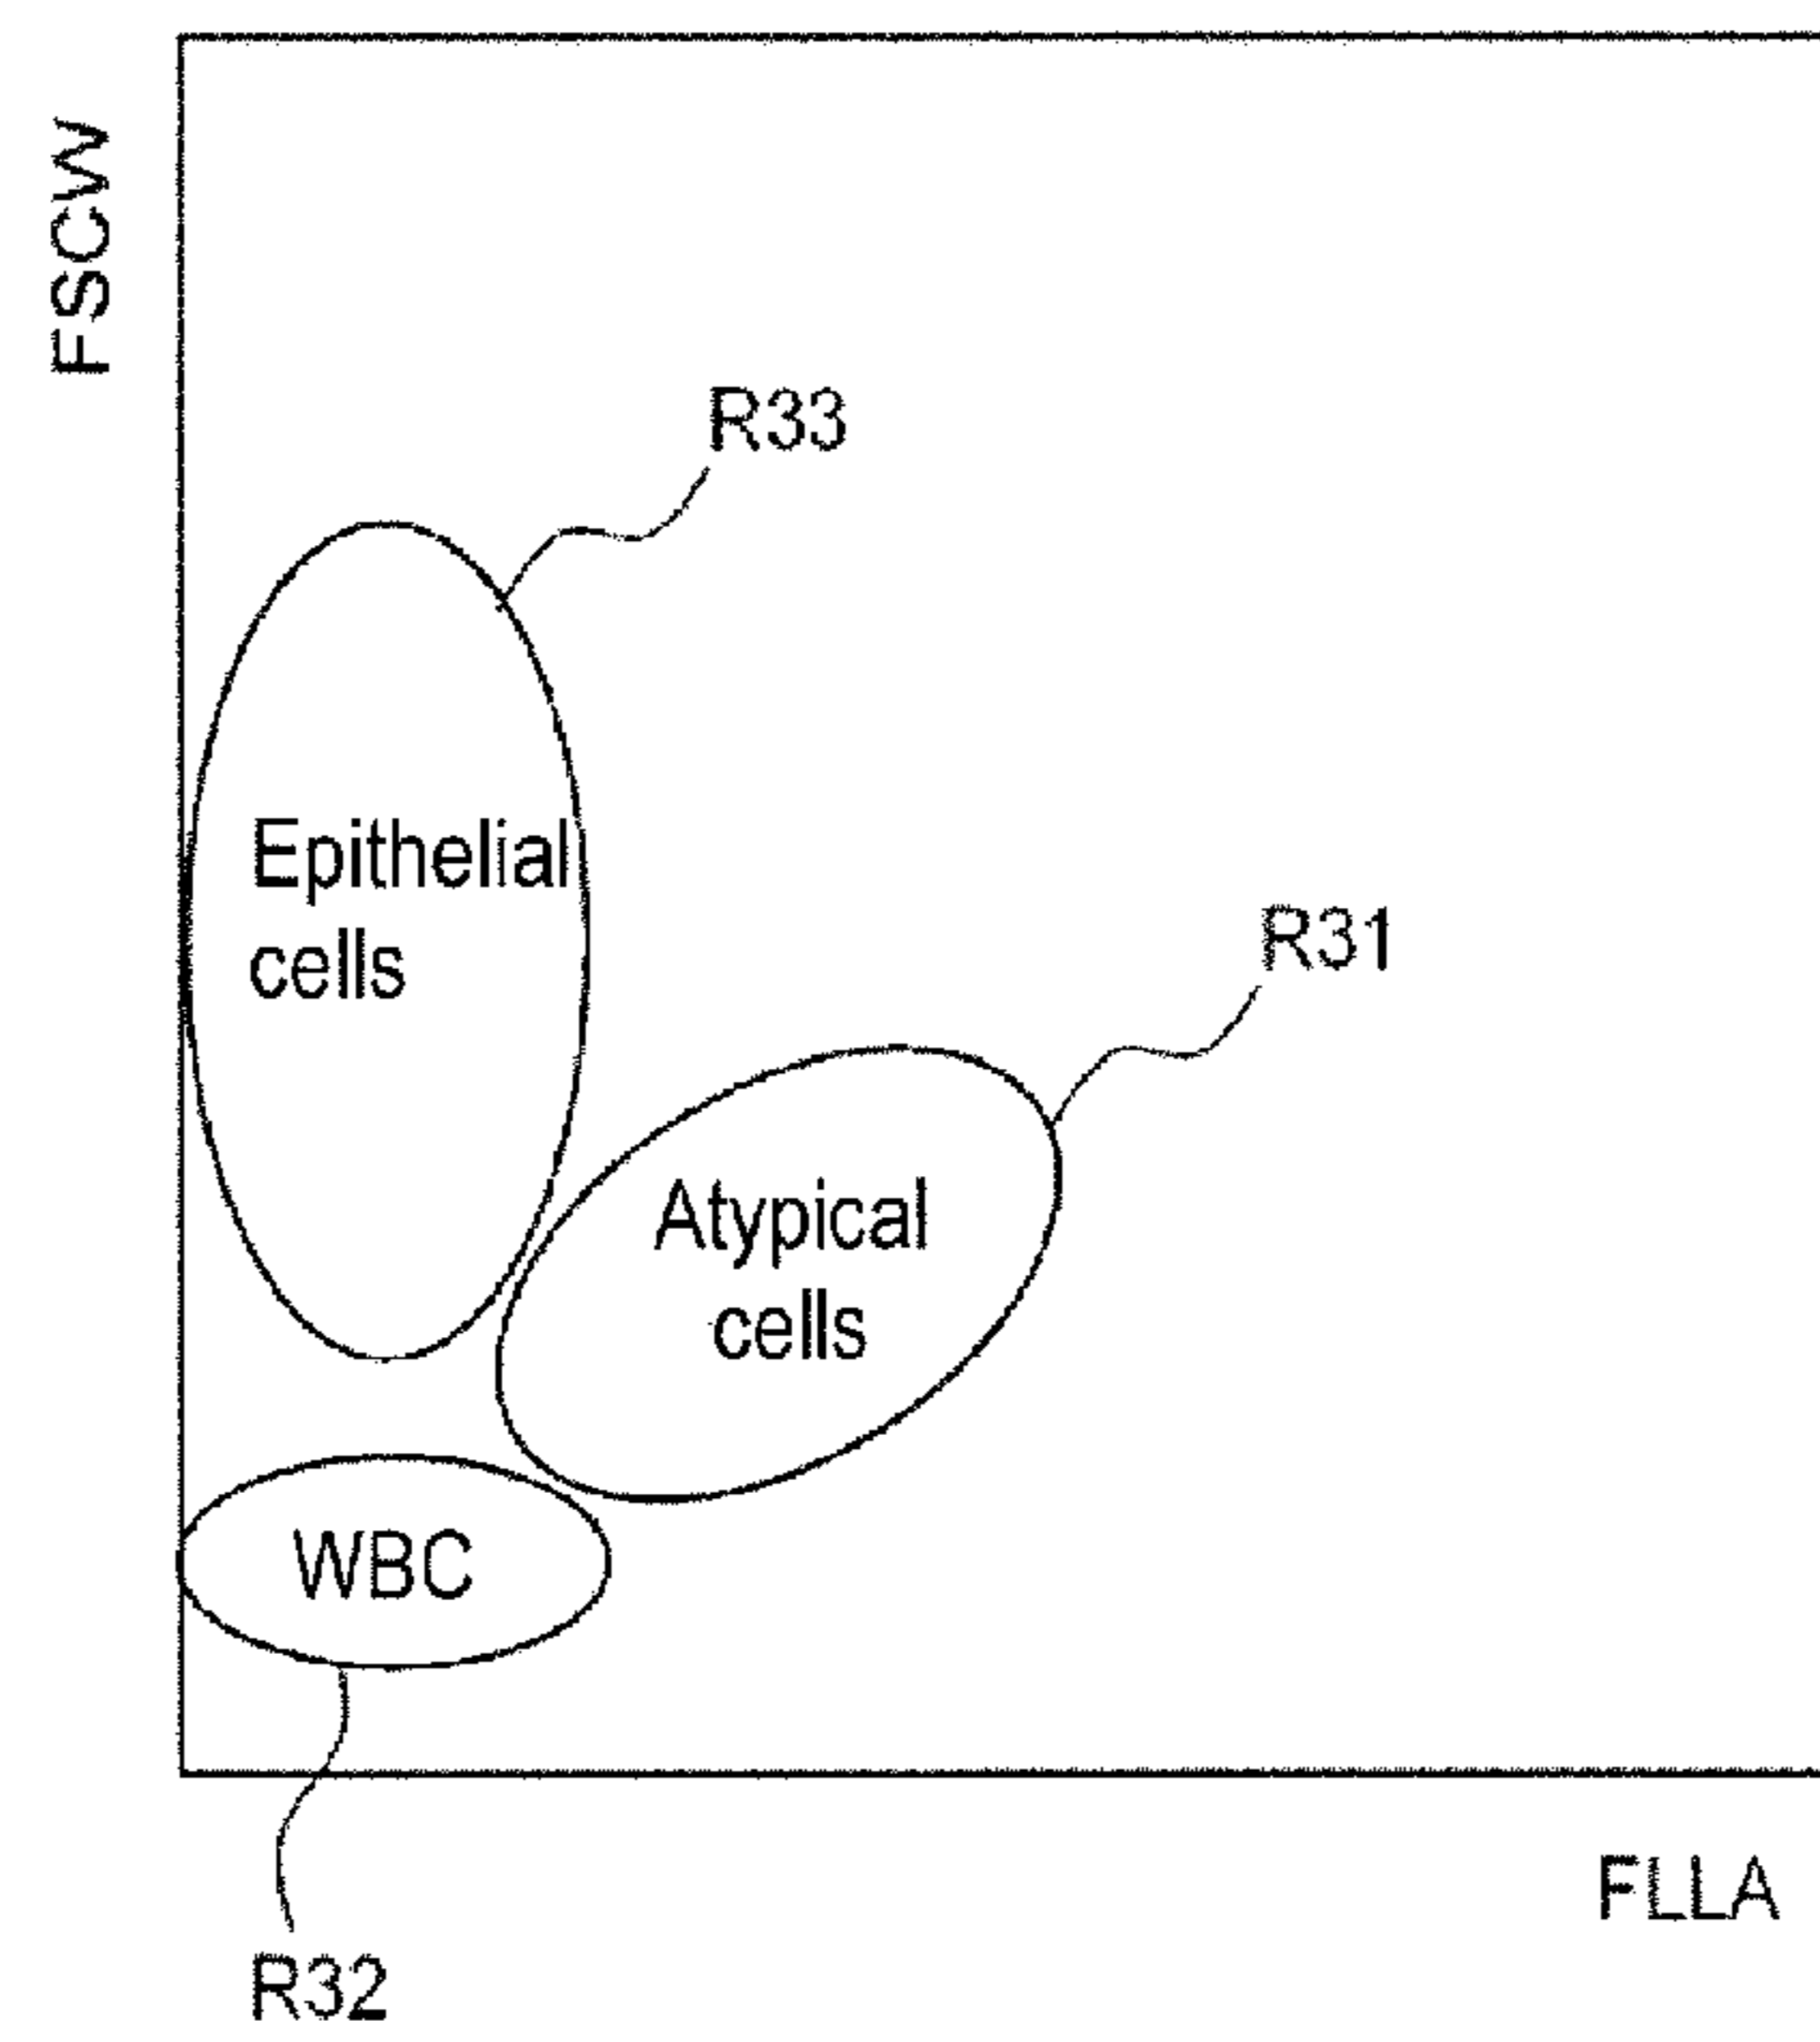 FSCW
R33
Epithelial
cells
R31
Atypical
cells
WBC
FLLA
R32